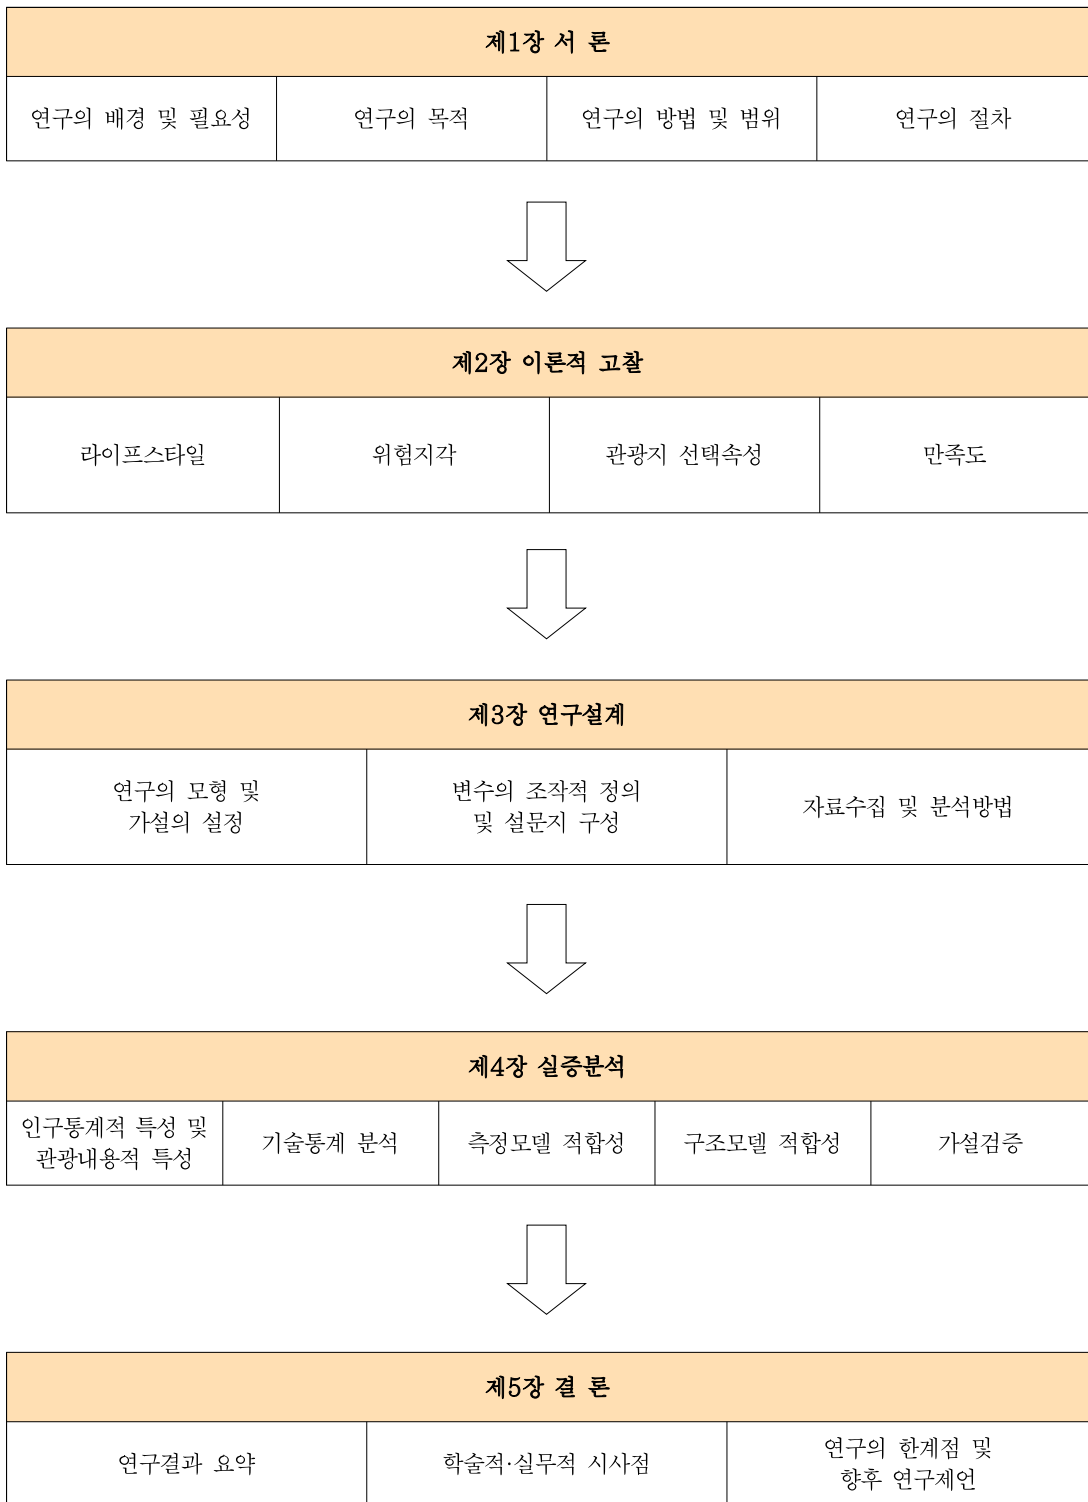 제1장 서 론
연구의 배경 및 필요성
연구의 목적
연구의 방법 및 범위
연구의 절차
제2장 이론적 고찰
라이프스타일
위험지각
관광지 선택속성
만족도
제3장 연구설계
연구의 모형 및
가설의 설정
변수의 조작적 정의
및 설문지 구성
자료수집 및 분석방법
제4장 실증분석
인구통계적 특성 및
관광내용적 특성
기술통계 분석
측정모델 적합성
구조모델 적합성
가설검증
제5장 결 론
연구결과 요약
학술적·실무적 시사점
연구의 한계점 및
향후 연구제언